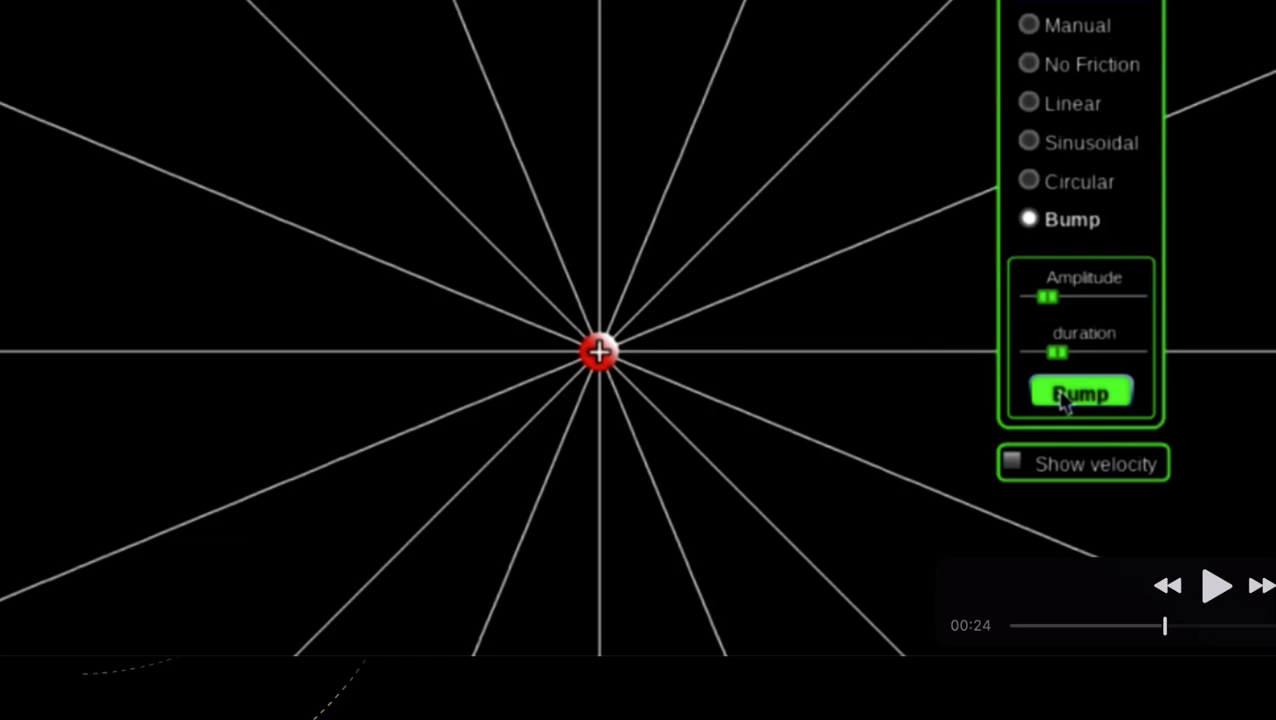 Manual
No Friction
Linear
Sinusoidal
Circular
Bump
Amplitude
duration
Bump
Show velocity
00:24